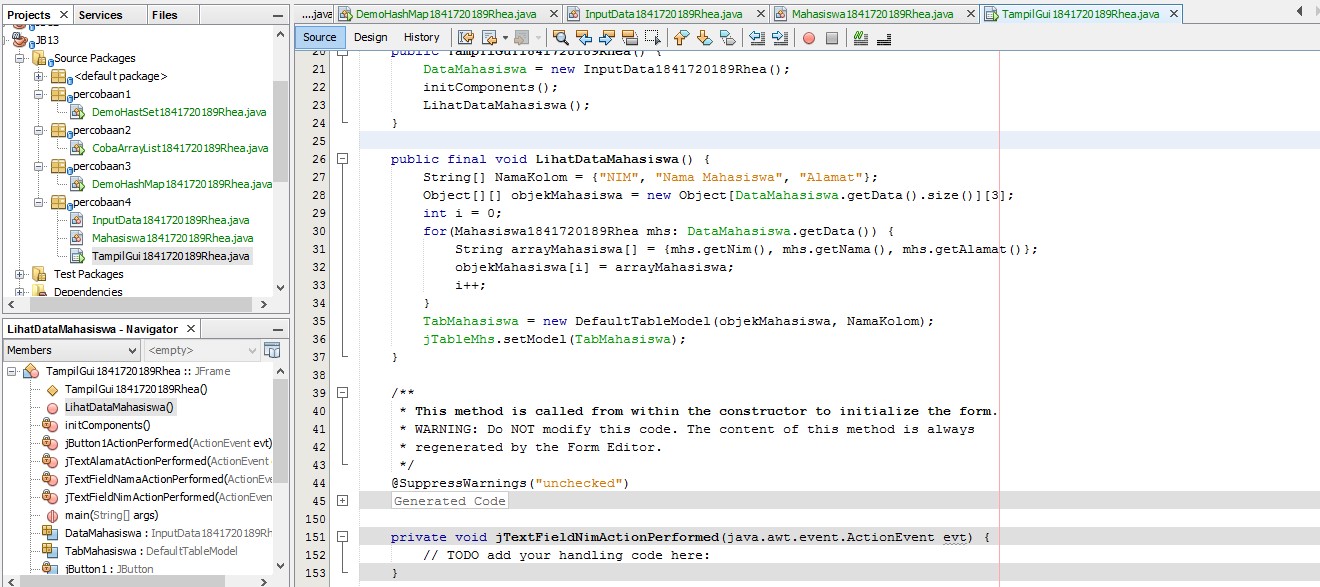 Projects
Services
Files
....java
DemoHashMap1841720189Rhea.java
InputData1841720189Rhea.java
Mahasiswa1841720189Rhea.java
TampilGui1841720189Rhea.java
Source
Design
History
JB13
Source Packages
<default package>
percobaan1
DemoHastSet1841720189Rhea.java
percobaan2
CobaArrayList1841720189Rhea.java
percobaan3
DemoHashMap1841720189Rhea.java
percobaan4
InputData1841720189Rhea.java
Mahasiswa1841720189Rhea.java
TampilGui1841720189Rhea.java
Test Packages
Dependencies
LihatDataMahasiswa - Navigator
Members
<empty>
TampilGui1841720189Rhea :: JFrame
TampilGui1841720189Rhea()
LihatDataMahasiswa()
initComponents()
jButton1ActionPerformed(ActionEvent evt)
jTextAlamatActionPerformed(ActionEvent
jTextFieldNamaActionPerformed(ActionEve
jTextFieldNimActionPerformed(ActionEven
main(String[] args)
DataMahasiswa : InputData1841720189Rh
TabMahasiswa : DefaultTableModel
jButton1 : JButton
20 public TampilGui1841720189Rhea() {
21 DataMahasiswa = new InputData1841720189Rhea();
22 initComponents();
23 LihatDataMahasiswa();
24 }
25
26 public final void LihatDataMahasiswa() {
27 String[] NamaKolom = {"NIM", "Nama Mahasiswa", "Alamat"};
28 Object[][] objekMahasiswa = new Object[DataMahasiswa.getData().size()][3];
29 int i = 0;
30 for(Mahasiswa1841720189Rhea mhs: DataMahasiswa.getData()) {
31 String arrayMahasiswa[] = {mhs.getNim(), mhs.getNama(), mhs.getAlamat()};
32 objekMahasiswa[i] = arrayMahasiswa;
33 i++;
34 }
35 TabMahasiswa = new DefaultTableModel(objekMahasiswa, NamaKolom);
36 jTableMhs.setModel(TabMahasiswa);
37 }
38
39 /**
40 * This method is called from within the constructor to initialize the form.
41 * WARNING: Do NOT modify this code. The content of this method is always
42 * regenerated by the Form Editor.
43 */
44 @SuppressWarnings("unchecked")
45 Generated Code
150
151 private void jTextFieldNimActionPerformed(java.awt.event.ActionEvent evt) {
152 // TODO add your handling code here:
153 }